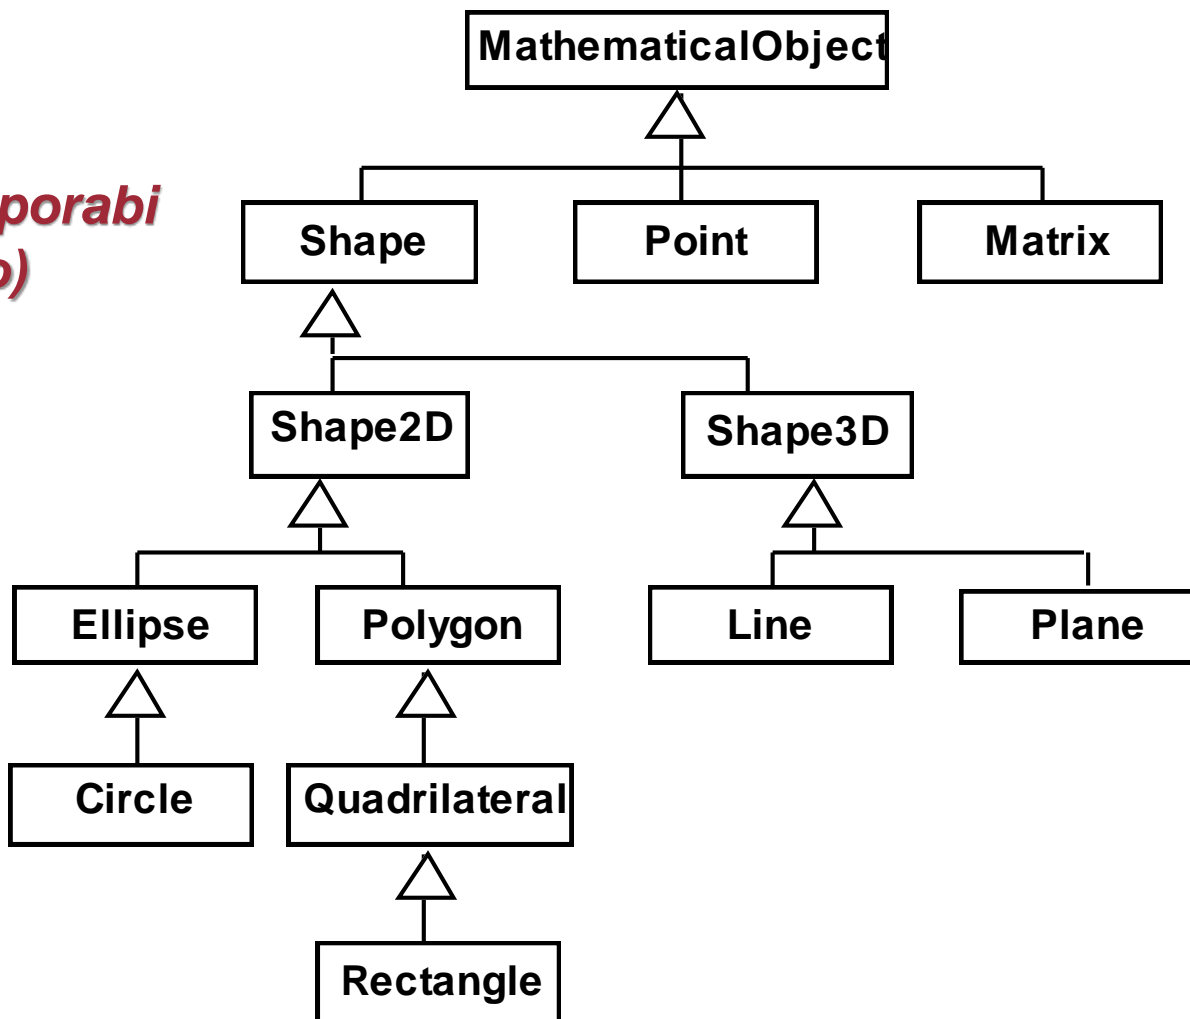 MathematicalObject
porabi
o)
Shape
Point
Matrix
Shape2D
Shape3D
Ellipse
Polygon
Line
Plane
Circle
Quadrilateral
Rectangle